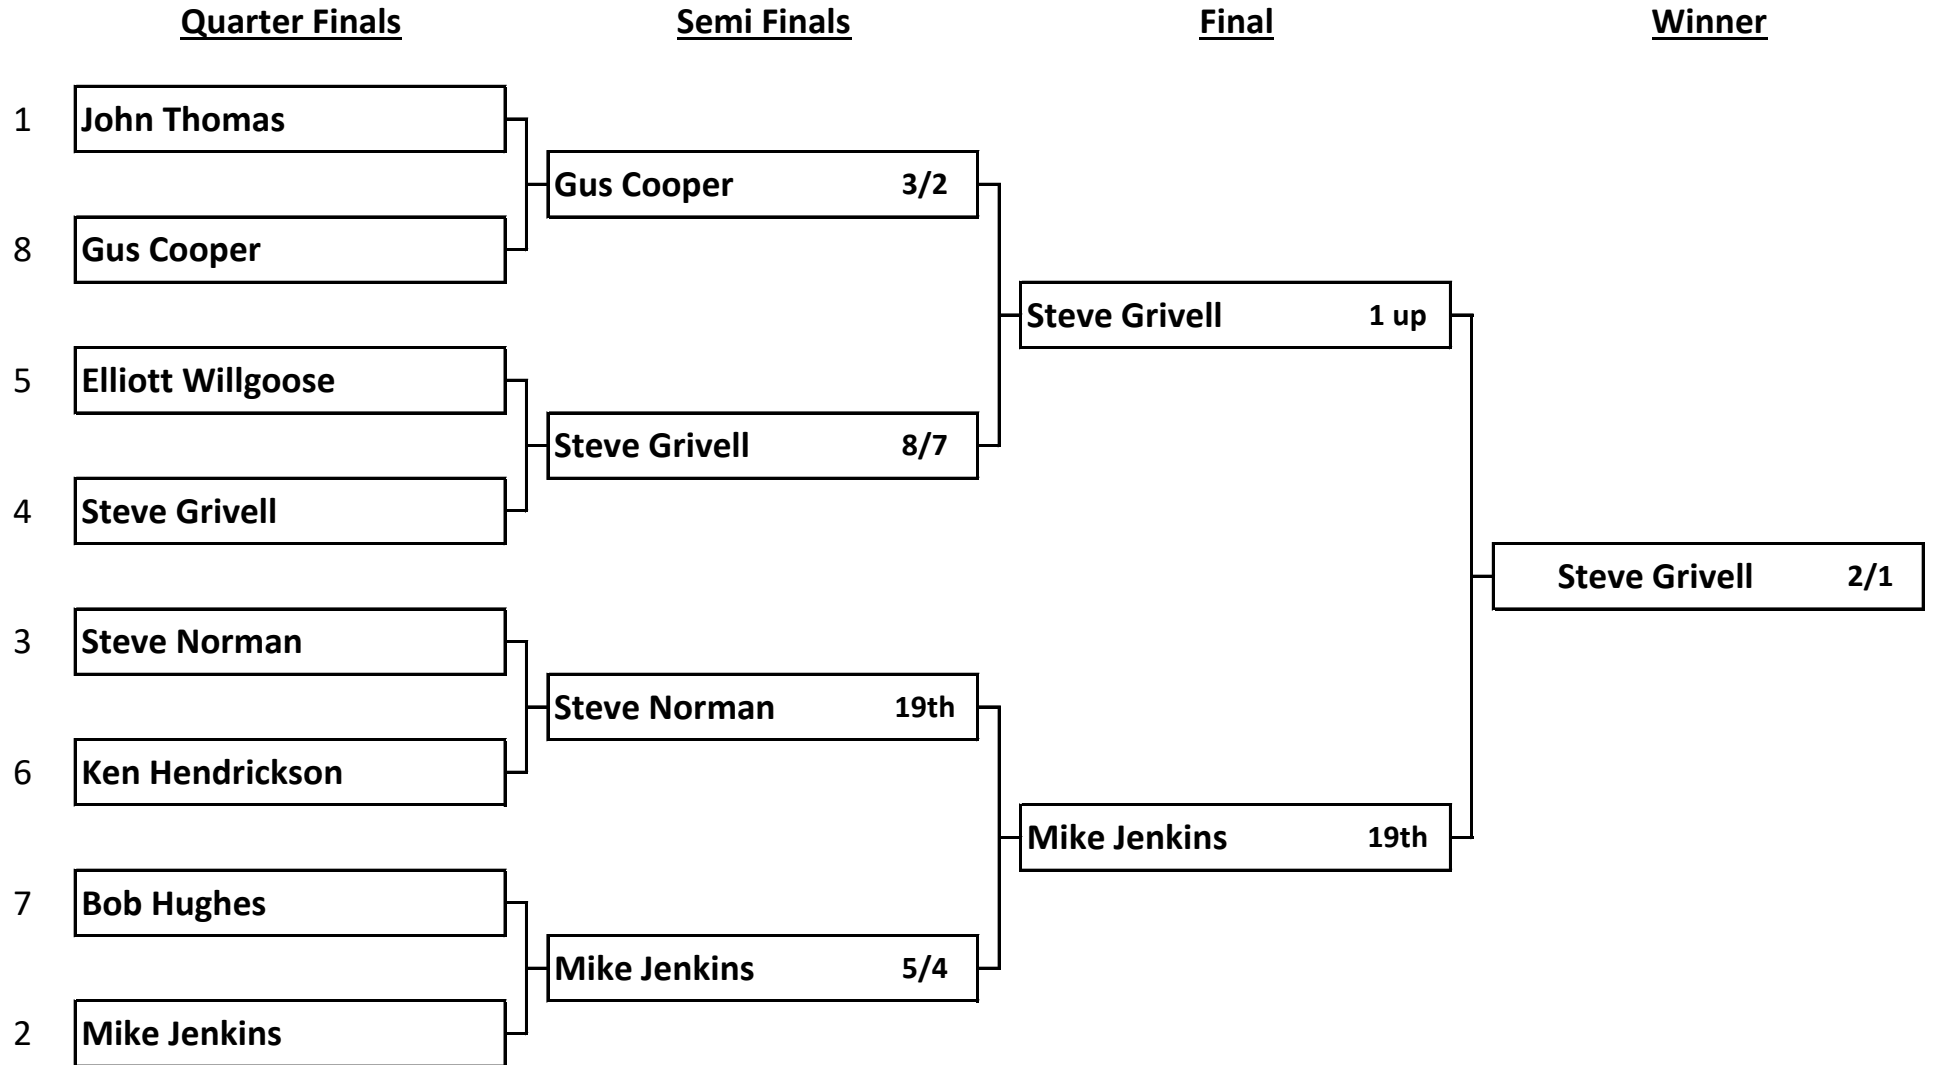 Quarter Finals Semi Finals Final Winner
1 John Thomas
Gus Cooper 3/2
8 Gus Cooper
Steve Grivell 1 up
5 Elliott Willgoose
Steve Grivell 8/7
4 Steve Grivell
Steve Grivell 2/1
3 Steve Norman
Steve Norman 19th
6 Ken Hendrickson
Mike Jenkins 19th
7 Bob Hughes
Mike Jenkins 5/4
2 Mike Jenkins